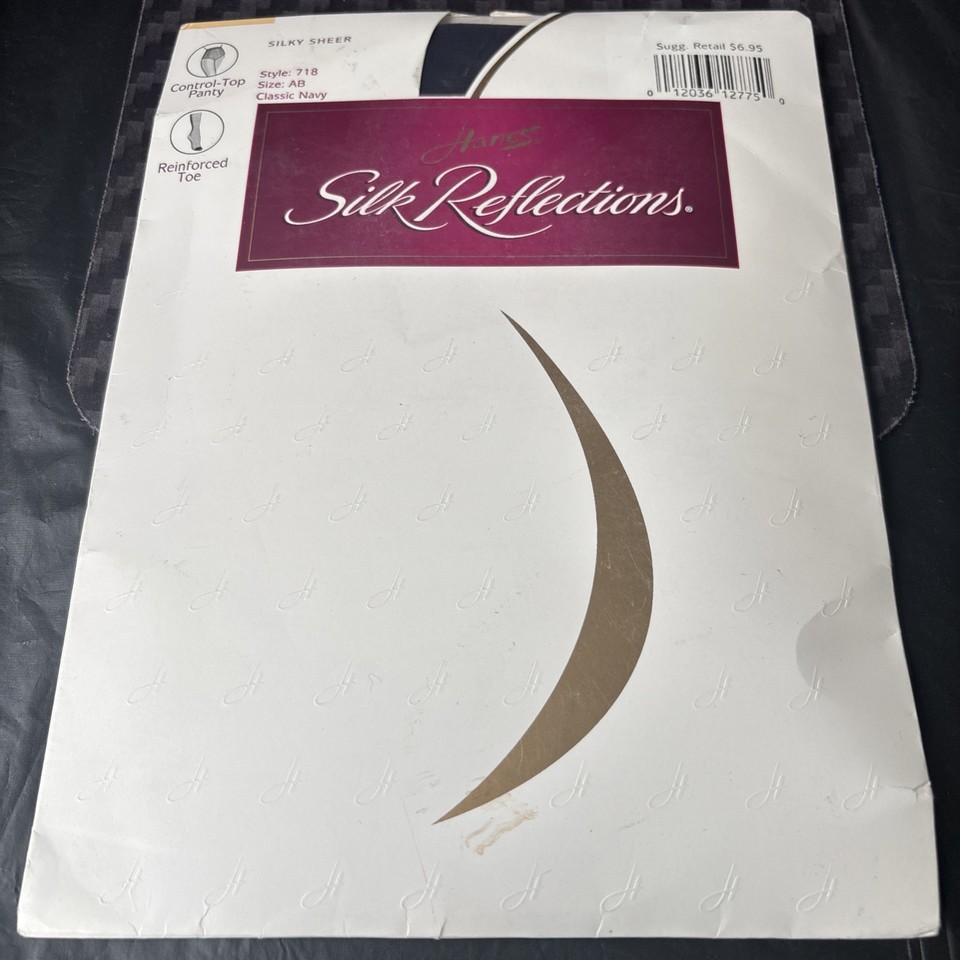 SILKY SHEER
Sugg. Retail $6.95
Control-Top
Panty
Style: 718
Size: AB
Classic Navy
0 12036 12775 0
Reinforced
Toe
Hanes
Silk Reflections®